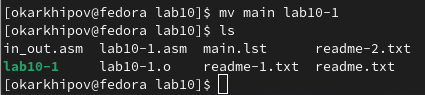 [okarkhipov@fedora lab10]$ mv main lab10-1
[okarkhipov@fedora lab10]$ ls
in_out.asm  lab10-1.asm  main.lst      readme-2.txt
lab10-1     lab10-1.o    readme-1.txt  readme.txt
[okarkhipov@fedora lab10]$